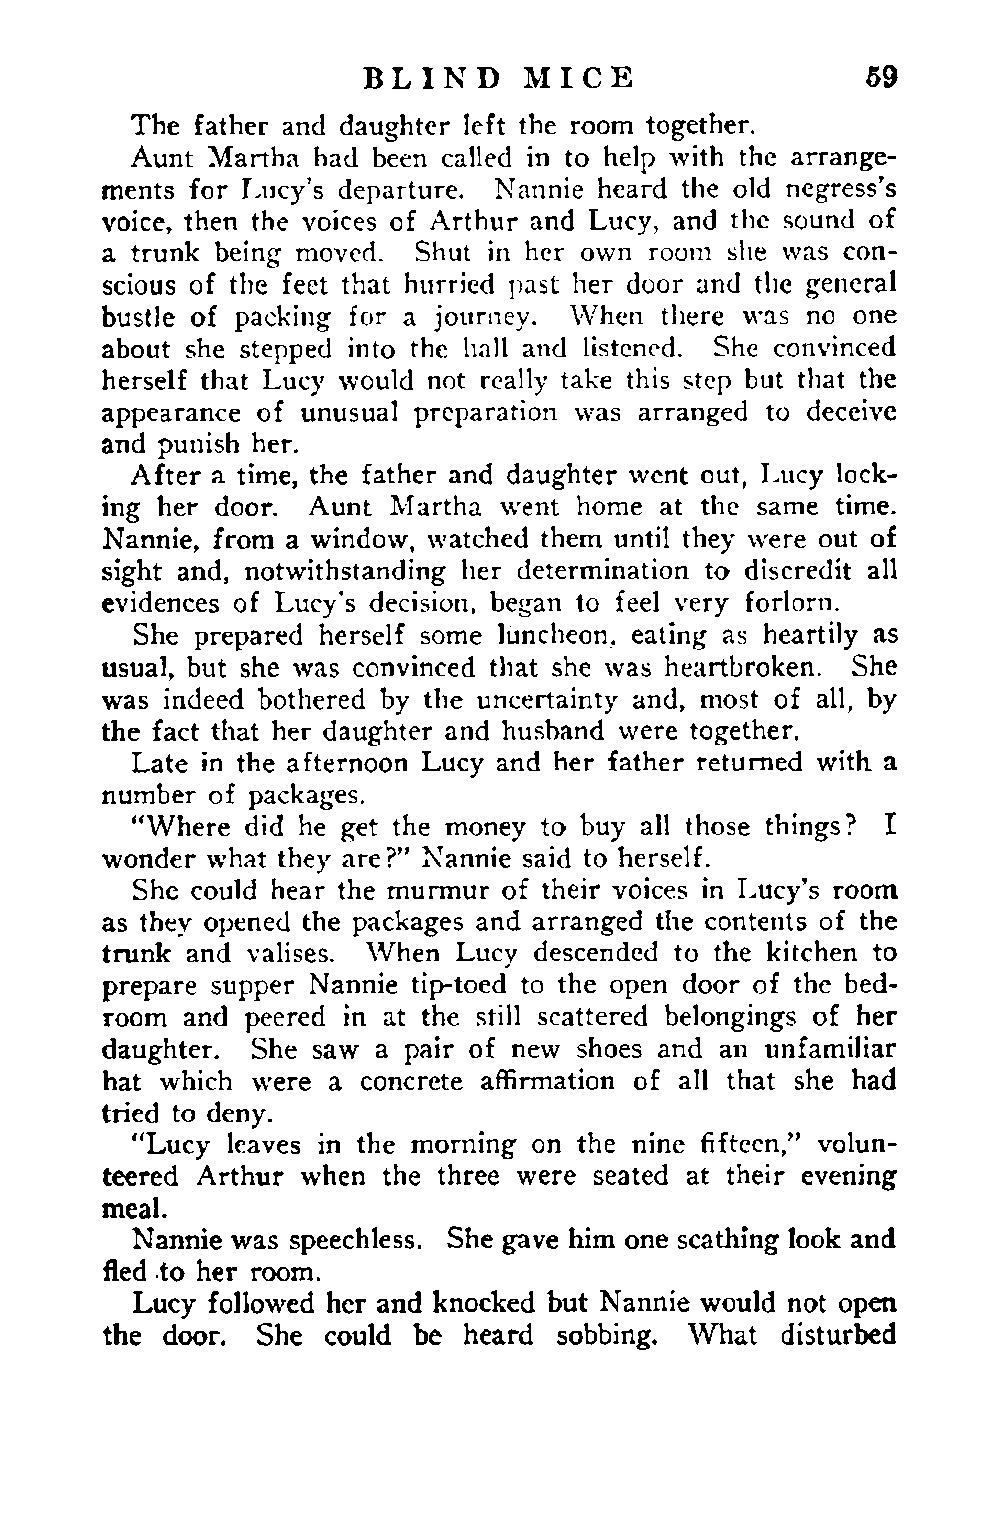 BLIND MICE 59
The father and daughter left the room together.
Aunt Martha had been called in to help with the arrange-
ments for Lucy's departure. Nannie heard the old negress's
voice, then the voices of Arthur and Lucy, and the sound of
a trunk being moved. Shut in her own room she was con-
scious of the feet that hurried past her door and the general
bustle of packing for a journey. When there was no one
about she stepped into the hall and listened. She convinced
herself that Lucy would not really take this step but that the
appearance of unusual preparation was arranged to deceive
and punish her.
After a time, the father and daughter went out, Lucy lock-
ing her door. Aunt Martha went home at the same time.
Nannie, from a window, watched them until they were out of
sight and, notwithstanding her determination to discredit all
evidences of Lucy's decision, began to feel very forlorn.
She prepared herself some luncheon, eating as heartily as
usual, but she was convinced that she was heartbroken. She
was indeed bothered by the uncertainty and, most of all, by
the fact that her daughter and husband were together.
Late in the afternoon Lucy and her father returned with a
number of packages.
"Where did he get the money to buy all those things? I
wonder what they are?" Nannie said to herself.
She could hear the murmur of their voices in Lucy's room
as they opened the packages and arranged the contents of the
trunk and valises. When Lucy descended to the kitchen to
prepare supper Nannie tip-toed to the open door of the bed-
room and peered in at the still scattered belongings of her
daughter. She saw a pair of new shoes and an unfamiliar
hat which were a concrete affirmation of all that she had
tried to deny.
"Lucy leaves in the morning on the nine fifteen," volun-
teered Arthur when the three were seated at their evening
meal.
Nannie was speechless. She gave him one scathing look and
fled to her room.
Lucy followed her and knocked but Nannie would not open
the door. She could be heard sobbing. What disturbed